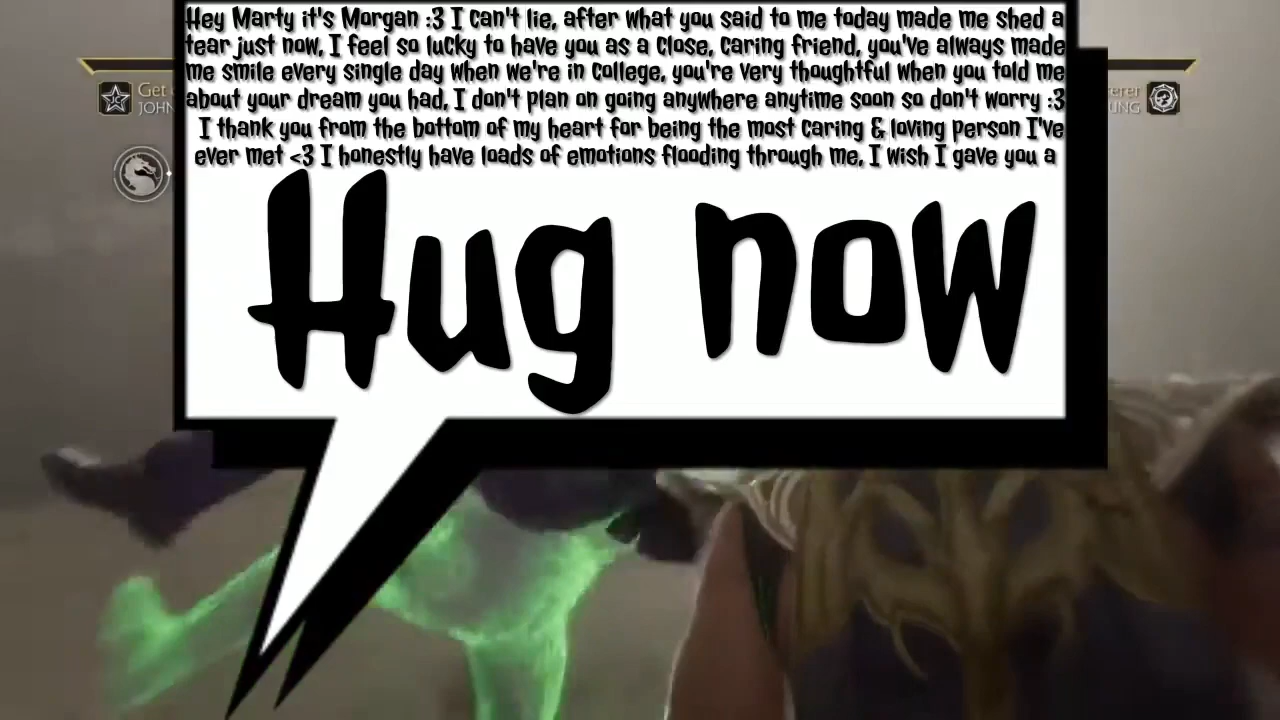 Hey Marty it's Morgan :3 I can't lie, after what you said to me today made me shed a
tear just now, I feel so lucky to have you as a close, caring friend, you've always made
me smile every single day when we're in college, you're very thoughtful when you told me
about your dream you had, I don't plan on going anywhere anytime soon so don't worry :3
I thank you from the bottom of my heart for being the most caring & loving person I've
ever met <3 I honestly have loads of emotions flooding through me, I wish I gave you a
Hug now
Get
JOHN